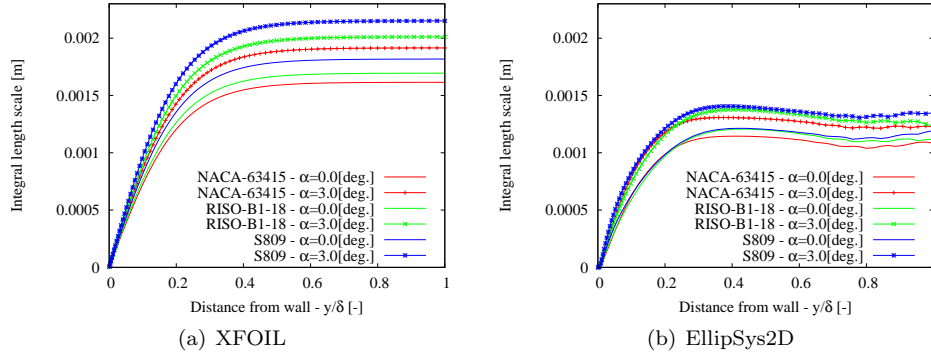 Integral length scale [m]
0.002
0.0015
0.001
0.0005
0
NACA-63415 - α=0.0[deg.]
NACA-63415 - α=3.0[deg.]
RISO-B1-18 - α=0.0[deg.]
RISO-B1-18 - α=3.0[deg.]
S809 - α=0.0[deg.]
S809 - α=3.0[deg.]
0 0.2 0.4 0.6 0.8 1
Distance from wall - y/δ [-]
(a) XFOIL
Integral length scale [m]
0.002
0.0015
0.001
0.0005
0
NACA-63415 - α=0.0[deg.]
NACA-63415 - α=3.0[deg.]
RISO-B1-18 - α=0.0[deg.]
RISO-B1-18 - α=3.0[deg.]
S809 - α=0.0[deg.]
S809 - α=3.0[deg.]
0 0.2 0.4 0.6 0.8
Distance from wall - y/δ [-]
(b) EllipSys2D